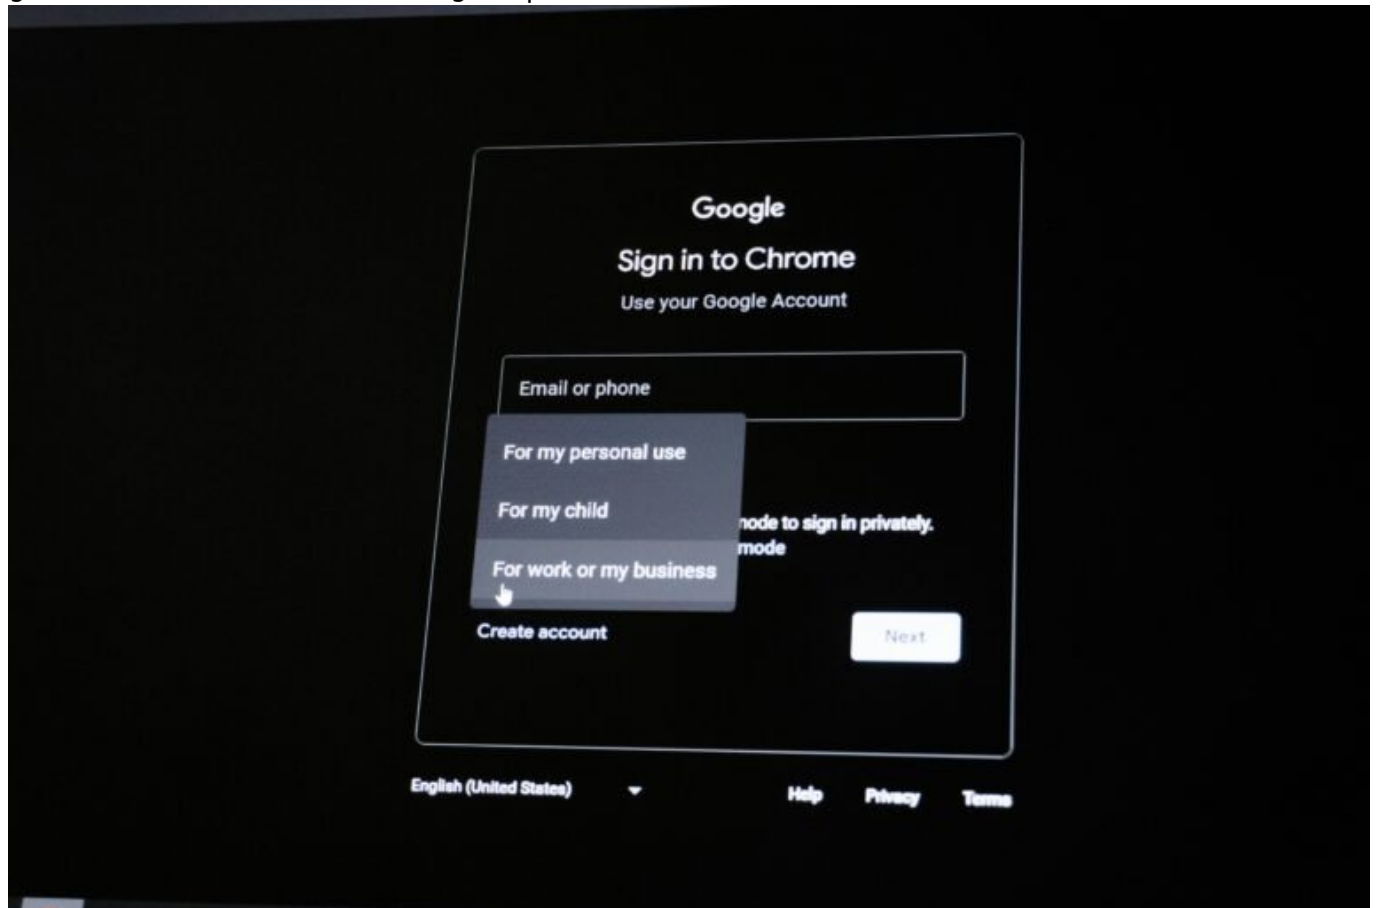 Google
Sign in to Chrome
Use your Google Account
Email or phone
For my personal use
For my child
node to sign in privately.
mode
For work or my business
Create account
Next
English (United States)
Help
Privacy
Terms